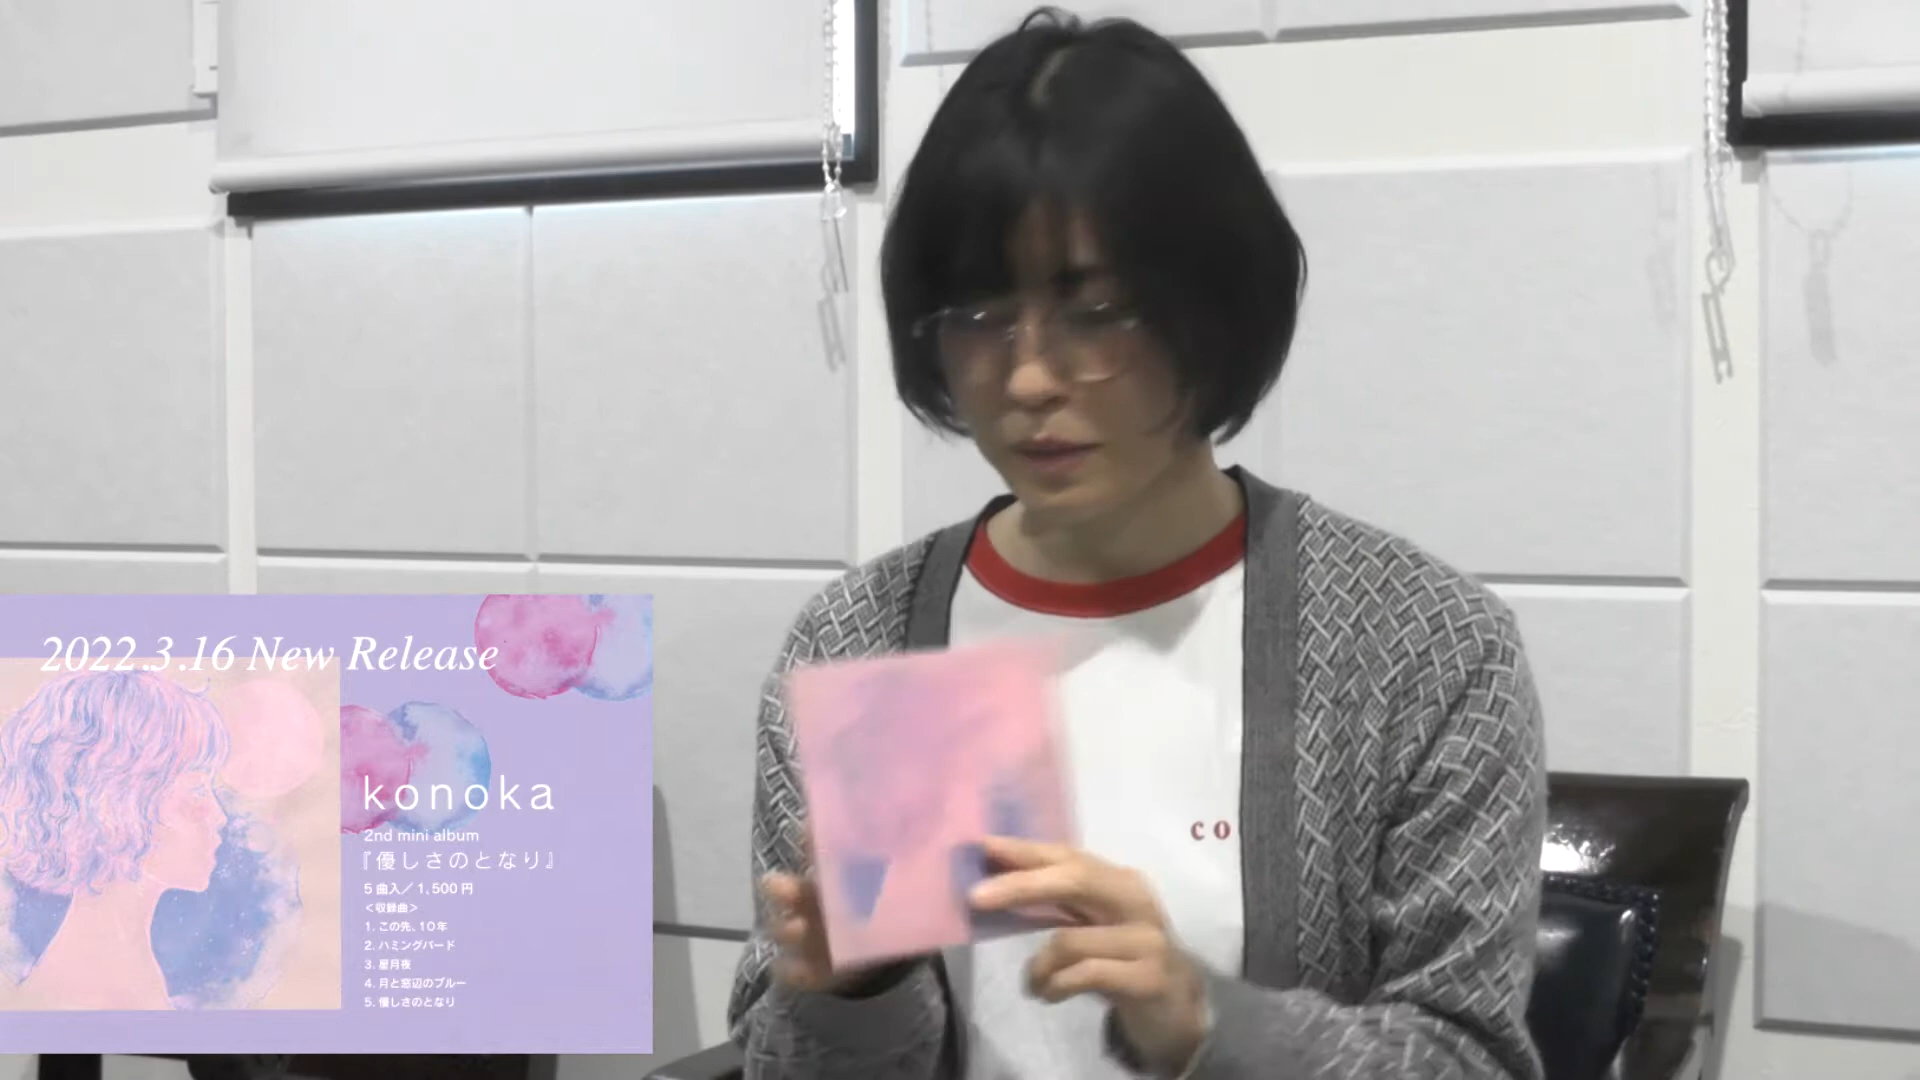 2022.3.16 New Release
konoka
2nd mini album
『優しさのとなり』
5曲入／1,500円
＜収録曲＞
1. この先、10年
2. ハミングバード
3. 星月夜
4. 月と窓辺のブルー
5. 優しさのとなり
co